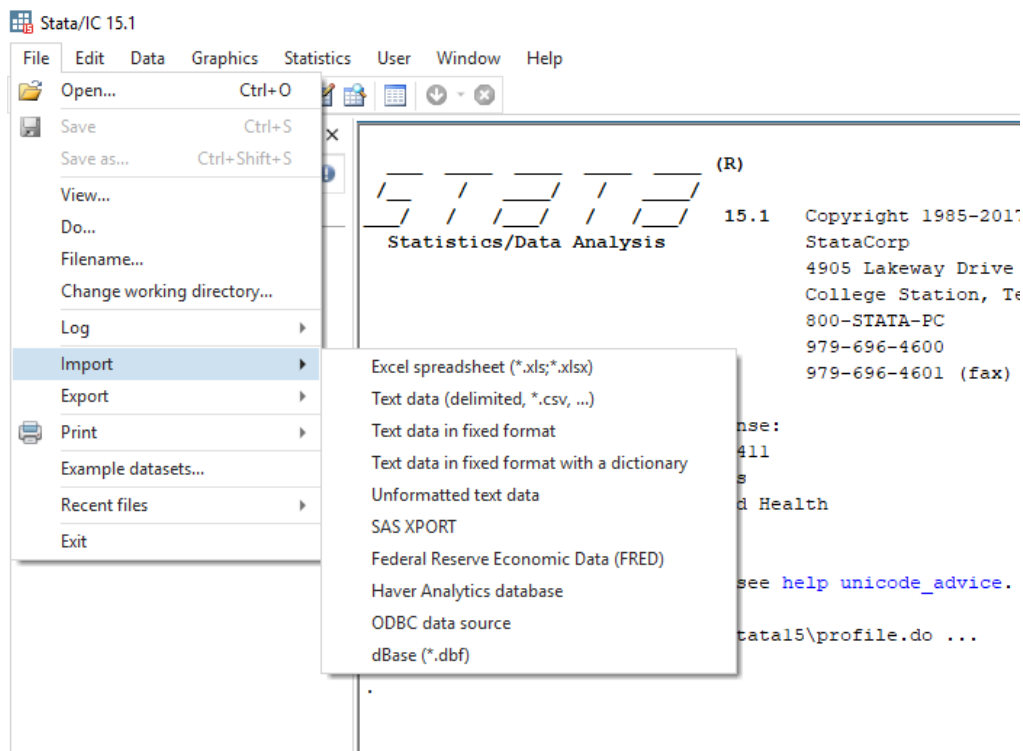 Stata/IC 15.1
File Edit Data Graphics Statistics User Window Help
Open... Ctrl+O
Save Ctrl+S
Save as... Ctrl+Shift+S
View...
Do...
Filename...
Change working directory...
Log
Import
Export
Print
Example datasets...
Recent files
Exit
Excel spreadsheet (*.xls;*.xlsx)
Text data (delimited, *.csv, ...)
Text data in fixed format
Text data in fixed format with a dictionary
Unformatted text data
SAS XPORT
Federal Reserve Economic Data (FRED)
Haver Analytics database
ODBC data source
dBase (*.dbf)
STATA (R)
15.1 Copyright 1985-2017
Statistics/Data Analysis StataCorp
4905 Lakeway Drive
College Station, Te
800-STATA-PC
979-696-4600
979-696-4601 (fax)
nse:
411
s
d Health
see help unicode_advice.
tata15\profile.do ...
.